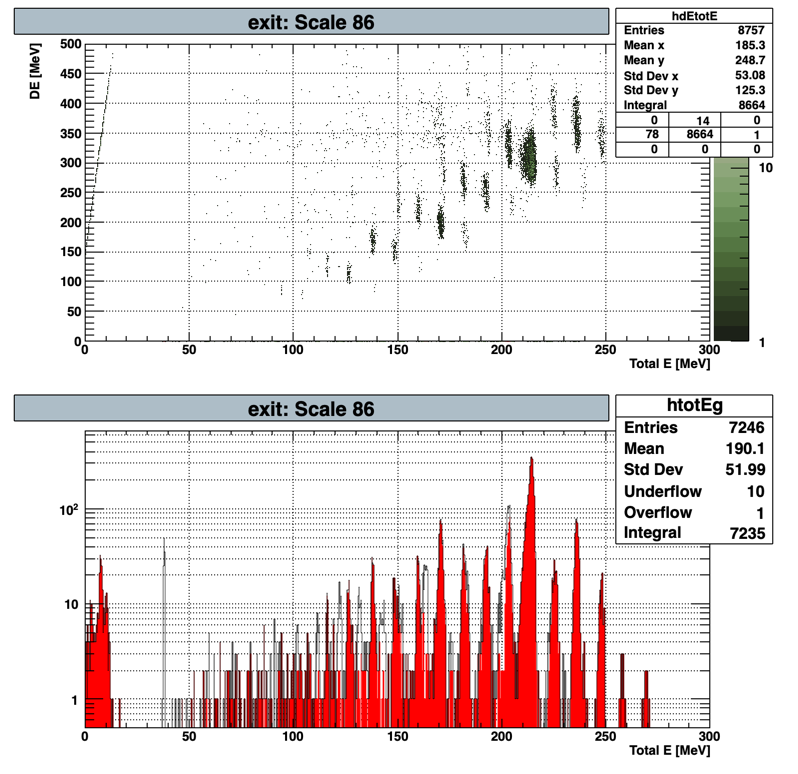 exit: Scale 86
hdEtotE
Entries 8757
Mean x 185.3
Mean y 248.7
Std Dev x 53.08
Std Dev y 125.3
Integral 8664
0 14 0
78 8664 1
0 0 0
DE [MeV]
500
450
400
350
300
250
200
150
100
50
0
0 50 100 150 200 250 300
Total E [MeV]
10
1
exit: Scale 86
htotEg
Entries 7246
Mean 190.1
Std Dev 51.99
Underflow 10
Overflow 1
Integral 7235
10²
10
1
0 50 100 150 200 250 300
Total E [MeV]